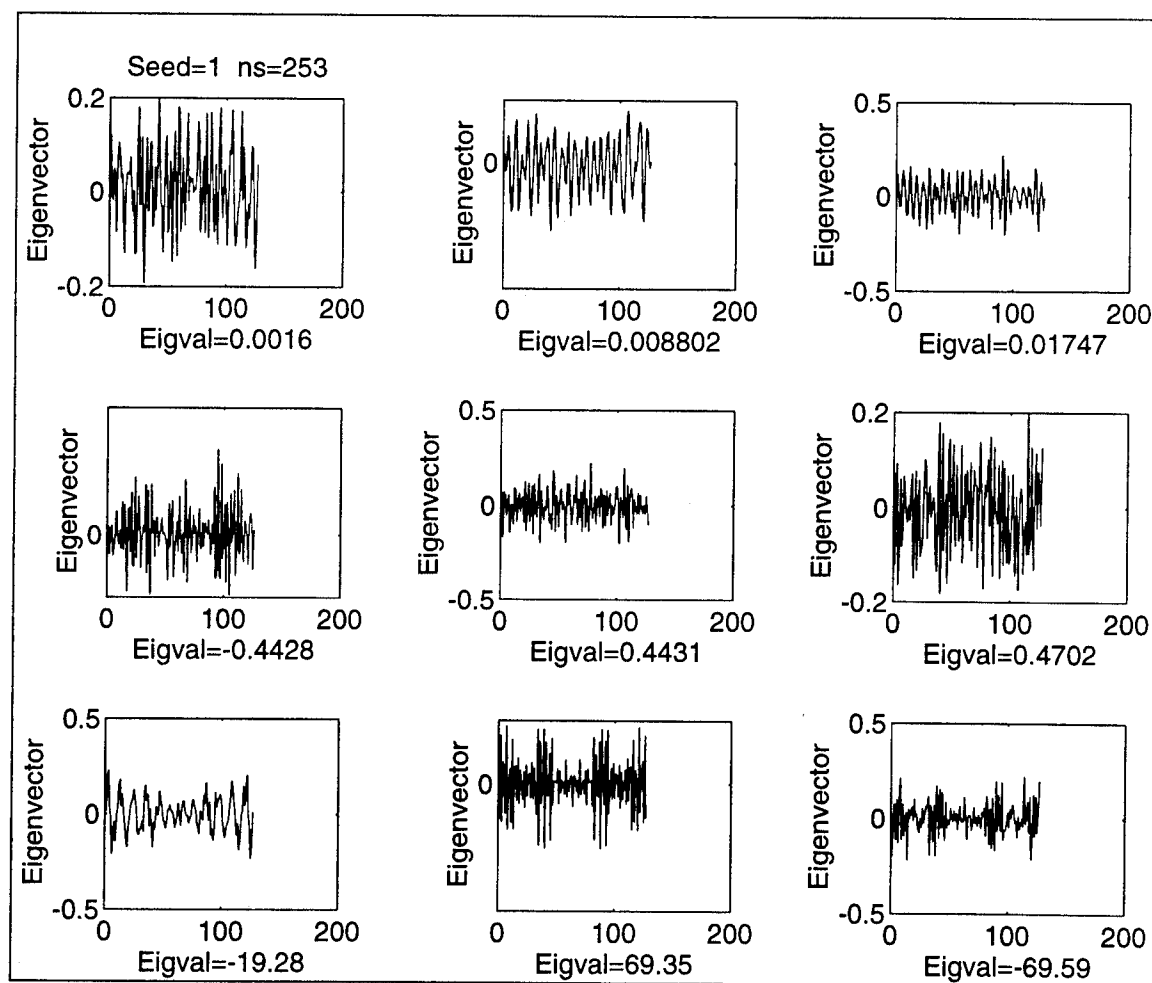 Seed=1 ns=253
0.2
0
-0.2
Eigenvector
0 100 200
Eigval=0.0016
0
Eigenvector
0 100 200
Eigval=0.008802
0.5
0
-0.5
Eigenvector
0 100 200
Eigval=0.01747
0
Eigenvector
0 100 200
Eigval=-0.4428
0.5
0
-0.5
Eigenvector
0 100 200
Eigval=0.4431
0.2
0
-0.2
Eigenvector
0 100 200
Eigval=0.4702
0.5
0
-0.5
Eigenvector
0 100 200
Eigval=-19.28
0
Eigenvector
0 100 200
Eigval=69.35
0.5
0
-0.5
Eigenvector
0 100 200
Eigval=-69.59